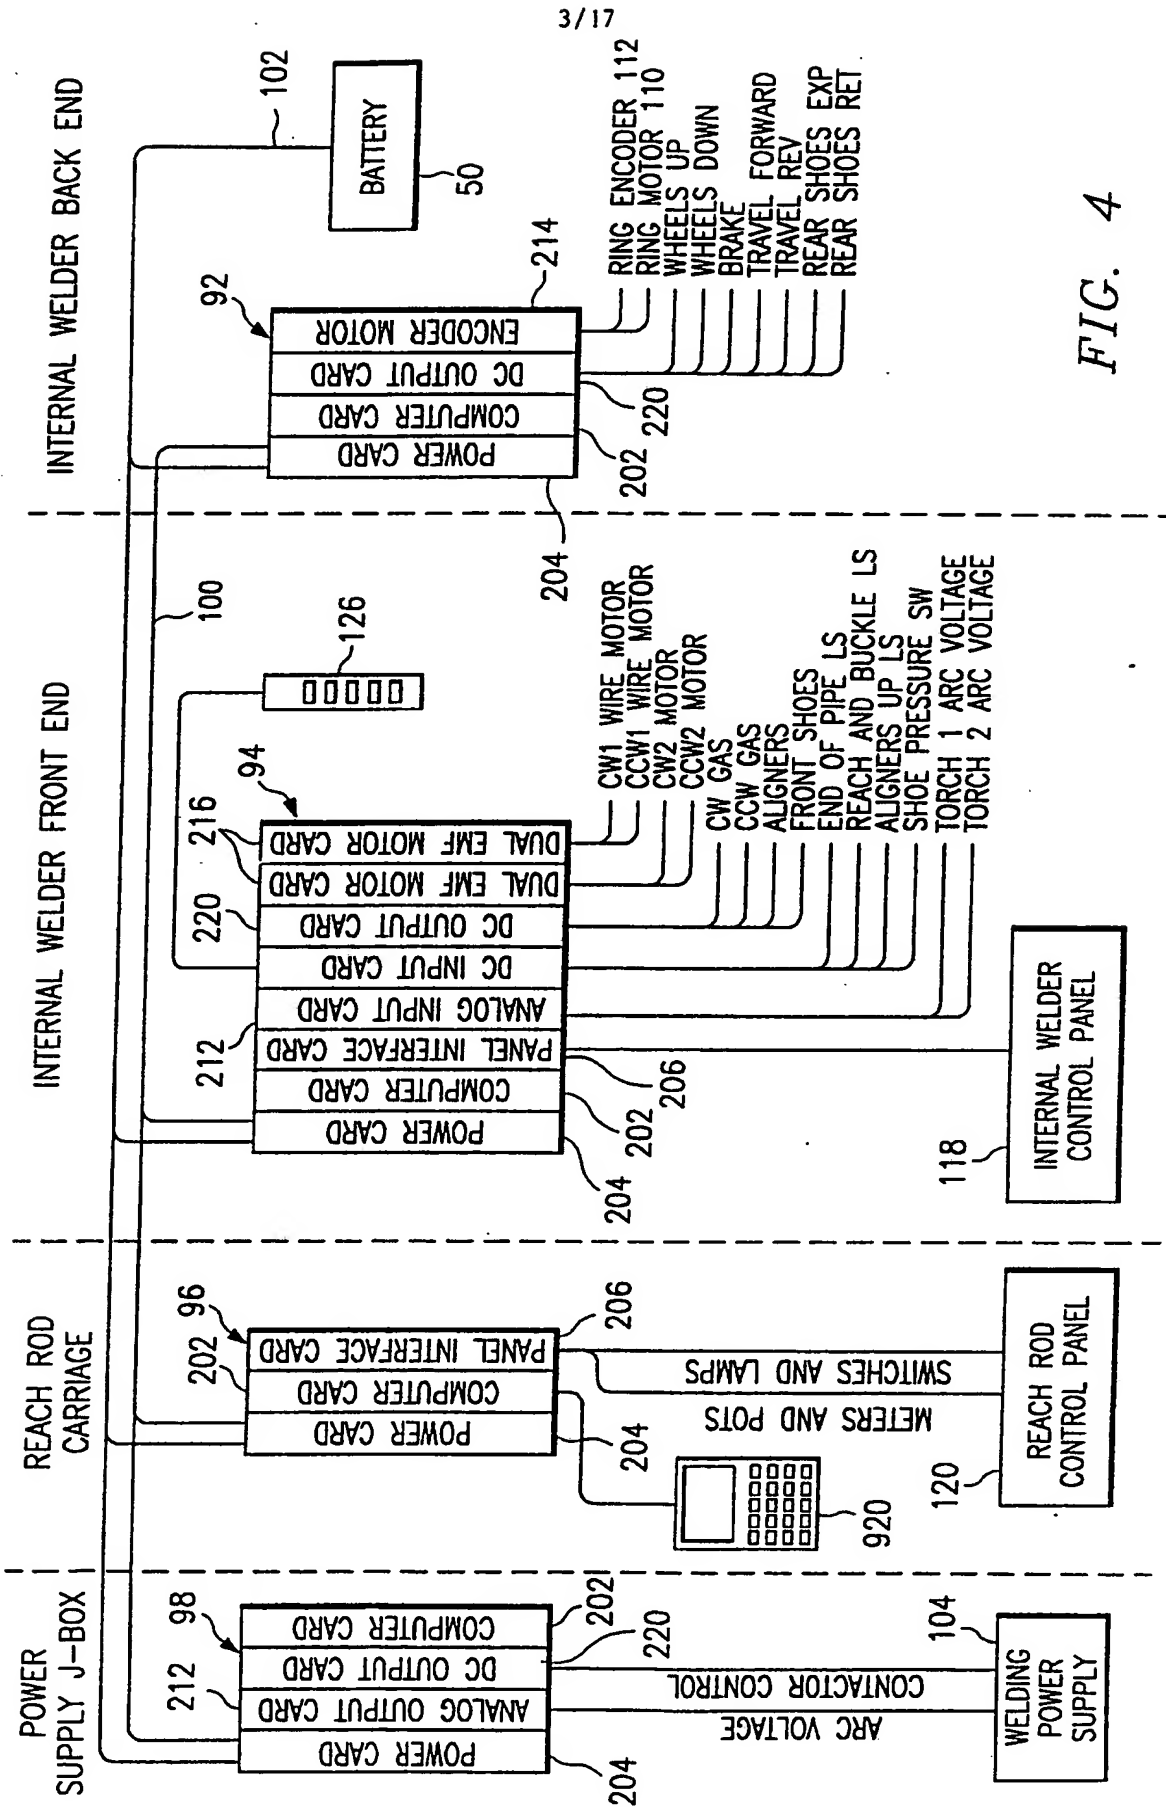 3/17
POWER
SUPPLY J-BOX
98
212
POWER CARD
ANALOG OUTPUT CARD
DC OUTPUT CARD
COMPUTER CARD
204
220
202
ARC VOLTAGE
CONTACTOR CONTROL
104
WELDING
POWER
SUPPLY
REACH ROD
CARRIAGE
96
202
POWER CARD
COMPUTER CARD
PANEL INTERFACE CARD
204
206
920
METERS AND POTS
SWITCHES AND LAMPS
120
REACH ROD
CONTROL PANEL
INTERNAL WELDER FRONT END
100
126
94
216
220
212
POWER CARD
COMPUTER CARD
PANEL INTERFACE CARD
ANALOG INPUT CARD
DC INPUT CARD
DC OUTPUT CARD
DUAL EMF MOTOR CARD
DUAL EMF MOTOR CARD
204
202
206
CW1 WIRE MOTOR
CCW1 WIRE MOTOR
CW2 MOTOR
CCW2 MOTOR
CW GAS
CCW GAS
ALIGNERS
FRONT SHOES
END OF PIPE LS
REACH AND BUCKLE LS
ALIGNERS UP LS
SHOE PRESSURE SW
TORCH 1 ARC VOLTAGE
TORCH 2 ARC VOLTAGE
118
INTERNAL WELDER
CONTROL PANEL
INTERNAL WELDER BACK END
102
BATTERY
50
92
214
POWER CARD
COMPUTER CARD
DC OUTPUT CARD
ENCODER MOTOR
204
202
220
RING ENCODER 112
RING MOTOR 110
WHEELS UP
WHEELS DOWN
BRAKE
TRAVEL FORWARD
TRAVEL REV
REAR SHOES EXP
REAR SHOES RET
FIG. 4